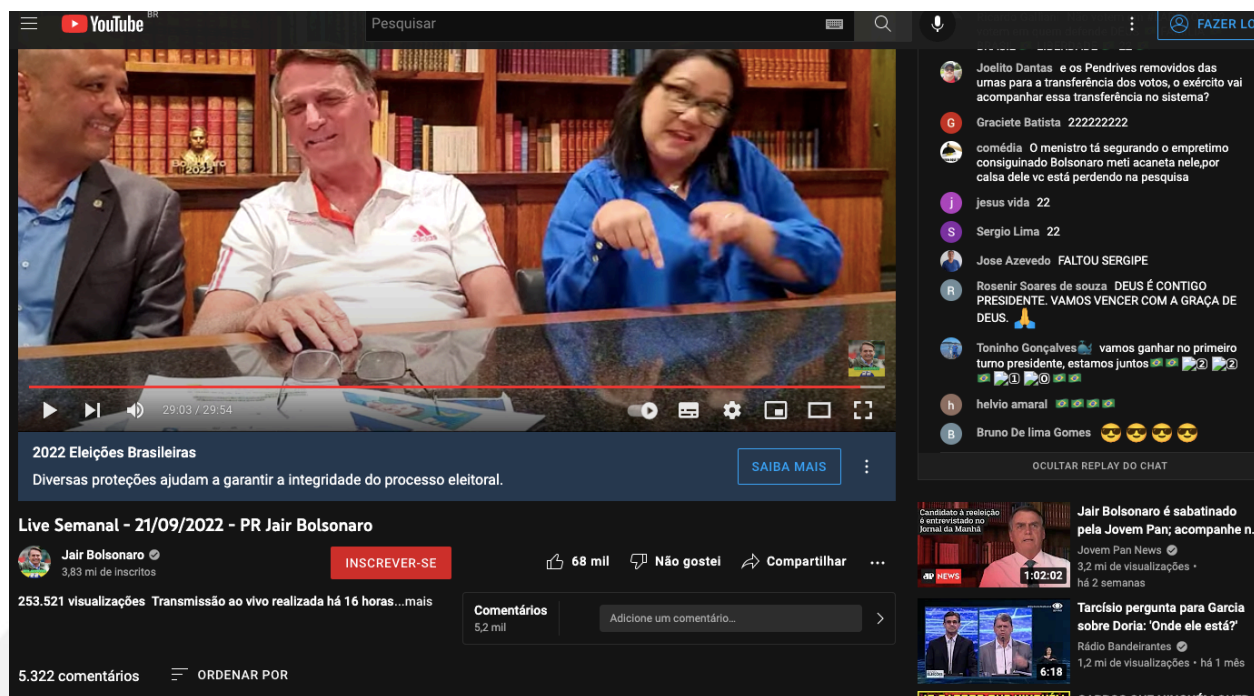 YouTube BR
Pesquisar
FAZER LO
Joelito Dantas e os Pendrives removidos das
urnas para a transferência dos votos, o exército vai
acompanhar essa transferência no sistema?
Graciete Batista 222222222
comédia O menistro tá segurando o empretimo
consiguinado Bolsonaro meti acaneta nele,por
calsa dele vc está perdendo na pesquisa
jesus vida 22
Sergio Lima 22
Jose Azevedo FALTOU SERGIPE
Rosenir Soares de souza DEUS É CONTIGO
PRESIDENTE. VAMOS VENCER COM A GRAÇA DE
DEUS.
Toninho Gonçalves vamos ganhar no primeiro
turno presidente, estamos juntos
helvio amaral
Bruno De lima Gomes
OCULTAR REPLAY DO CHAT
Bolsonaro
2022
29:03 / 29:54
2022 Eleições Brasileiras
Diversas proteções ajudam a garantir a integridade do processo eleitoral.
SAIBA MAIS
Live Semanal - 21/09/2022 - PR Jair Bolsonaro
Jair Bolsonaro
3,83 mi de inscritos
INSCREVER-SE
68 mil
Não gostei
Compartilhar
253.521 visualizações Transmissão ao vivo realizada há 16 horas...mais
Comentários
5,2 mil
Adicione um comentário...
5.322 comentários
ORDENAR POR
Candidato à reeleição
é entrevistado no
Jornal da Manhã
JP NEWS
1:02:02
Jair Bolsonaro é sabatinado
pela Jovem Pan; acompanhe n...
Jovem Pan News
3,2 mi de visualizações •
há 2 semanas
6:18
Tarcísio pergunta para Garcia
sobre Doria: 'Onde ele está?'
Rádio Bandeirantes
1,2 mi de visualizações • há 1 mês